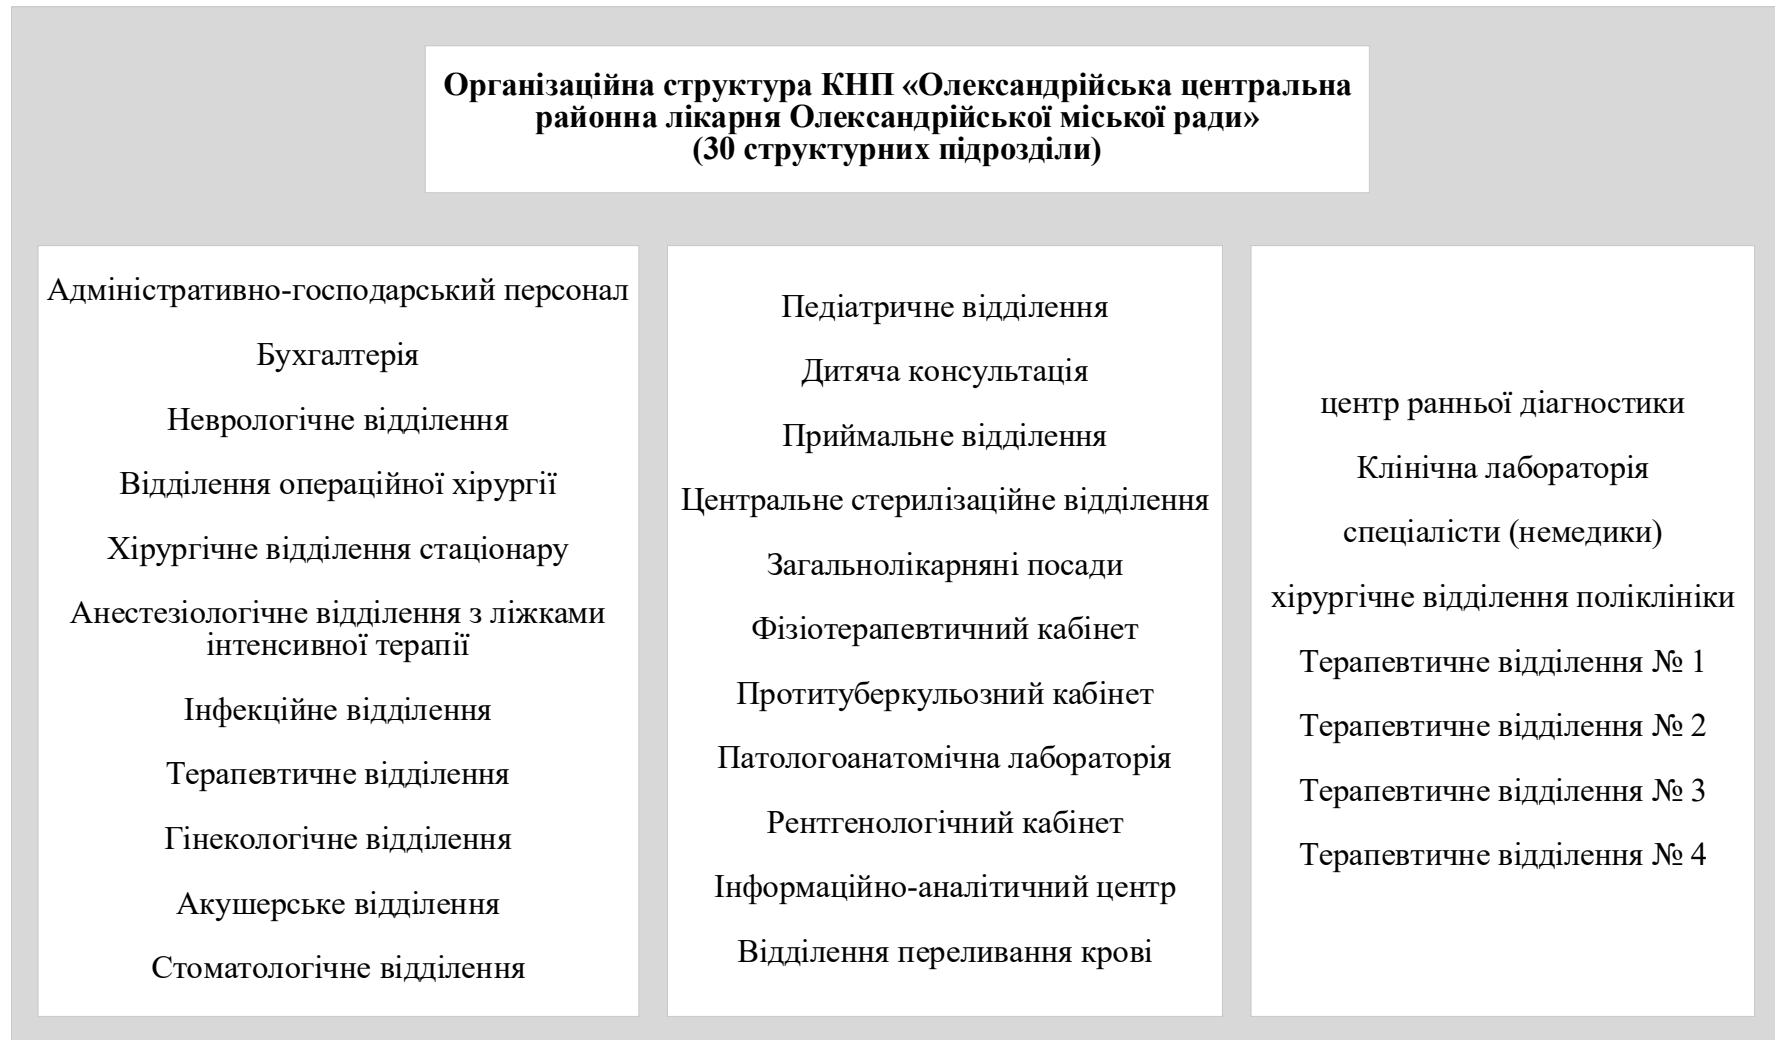 Організаційна структура КНП «Олександрійська центральна
районна лікарня Олександрійської міської ради»
(30 структурних підрозділи)
Адміністративно-господарський персонал
Бухгалтерія
Неврологічне відділення
Відділення операційної хірургії
Хірургічне відділення стаціонару
Анестезіологічне відділення з ліжками
інтенсивної терапії
Інфекційне відділення
Терапевтичне відділення
Гінекологічне відділення
Акушерське відділення
Стоматологічне відділення
Педіатричне відділення
Дитяча консультація
Приймальне відділення
Центральне стерилізаційне відділення
Загальнолікарняні посади
Фізіотерапевтичний кабінет
Протитуберкульозний кабінет
Патологоанатомічна лабораторія
Рентгенологічний кабінет
Інформаційно-аналітичний центр
Відділення переливання крові
центр ранньої діагностики
Клінічна лабораторія
спеціалісти (немедики)
хірургічне відділення поліклініки
Терапевтичне відділення № 1
Терапевтичне відділення № 2
Терапевтичне відділення № 3
Терапевтичне відділення № 4